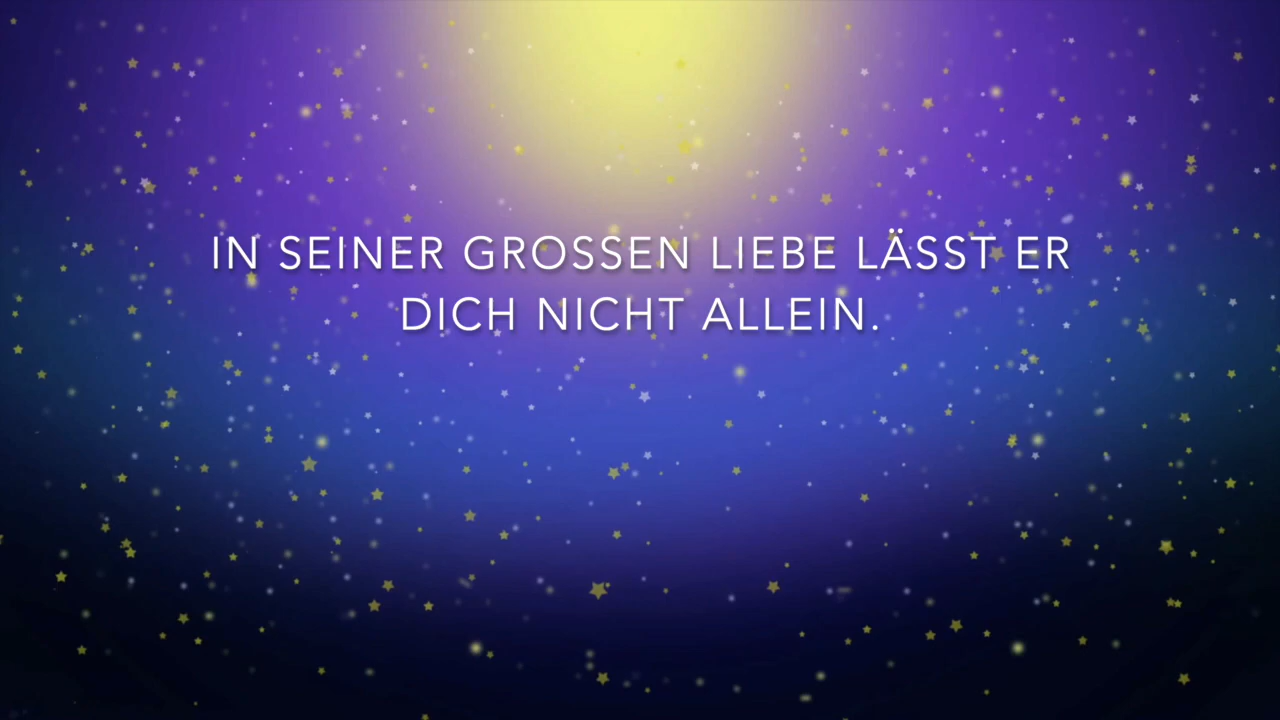 IN SEINER GROSSEN LIEBE LÄSST ER
DICH NICHT ALLEIN.